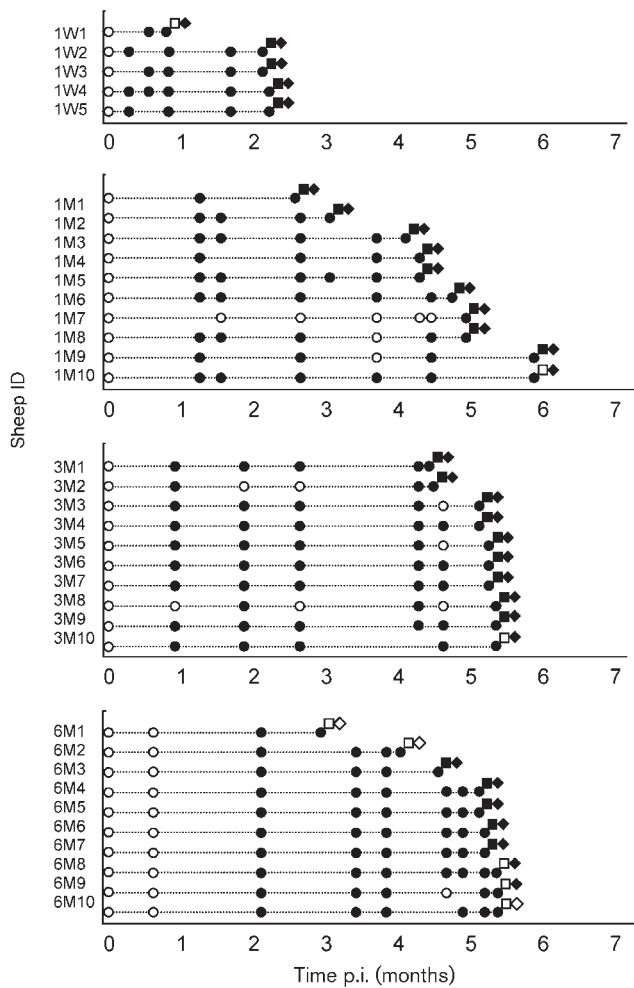 1W1
1W2
1W3
1W4
1W5
0 1 2 3 4 5 6 7
1M1
1M2
1M3
1M4
1M5
1M6
1M7
1M8
1M9
1M10
0 1 2 3 4 5 6 7
Sheep ID
3M1
3M2
3M3
3M4
3M5
3M6
3M7
3M8
3M9
3M10
0 1 2 3 4 5 6 7
6M1
6M2
6M3
6M4
6M5
6M6
6M7
6M8
6M9
6M10
0 1 2 3 4 5 6 7
Time p.i. (months)